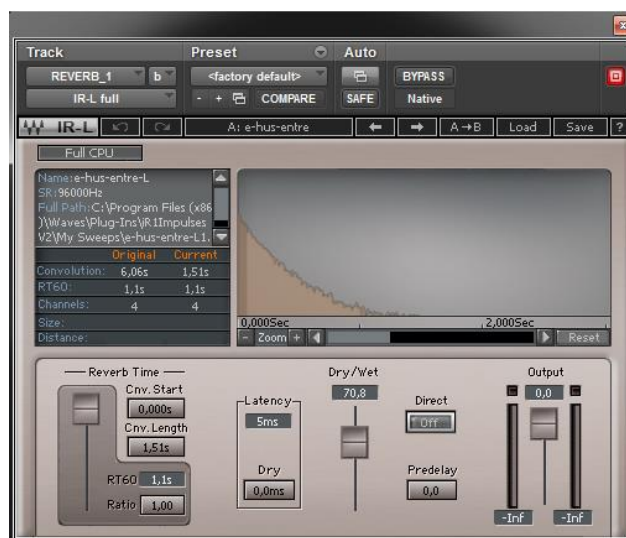 Track Preset Auto
REVERB_1 b <factory default> BYPASS
IR-L full - + COMPARE SAFE Native
IR-L A: e-hus-entre A→B Load Save ?
Full CPU
Name:e-hus-entre-L
SR:96000Hz
Full Path:C:\Program Files (x86
)\Waves\Plug-Ins\IR1Impulses
V2\My Sweeps\e-hus-entre-L1.
Original Current
Convolution: 6,06s 1,51s
RT60: 1,1s 1,1s
Channels: 4 4
Size:
Distance:
0,000Sec 2,000Sec
- Zoom + Reset
Reverb Time
Cnv.Start
0,000s
Cnv.Length
1,51s
RT60 1,1s
Ratio 1,00
Latency
5ms
Dry
0,0ms
Dry/Wet
70,8
Direct
Off
Predelay
0,0
Output
0,0
-Inf -Inf